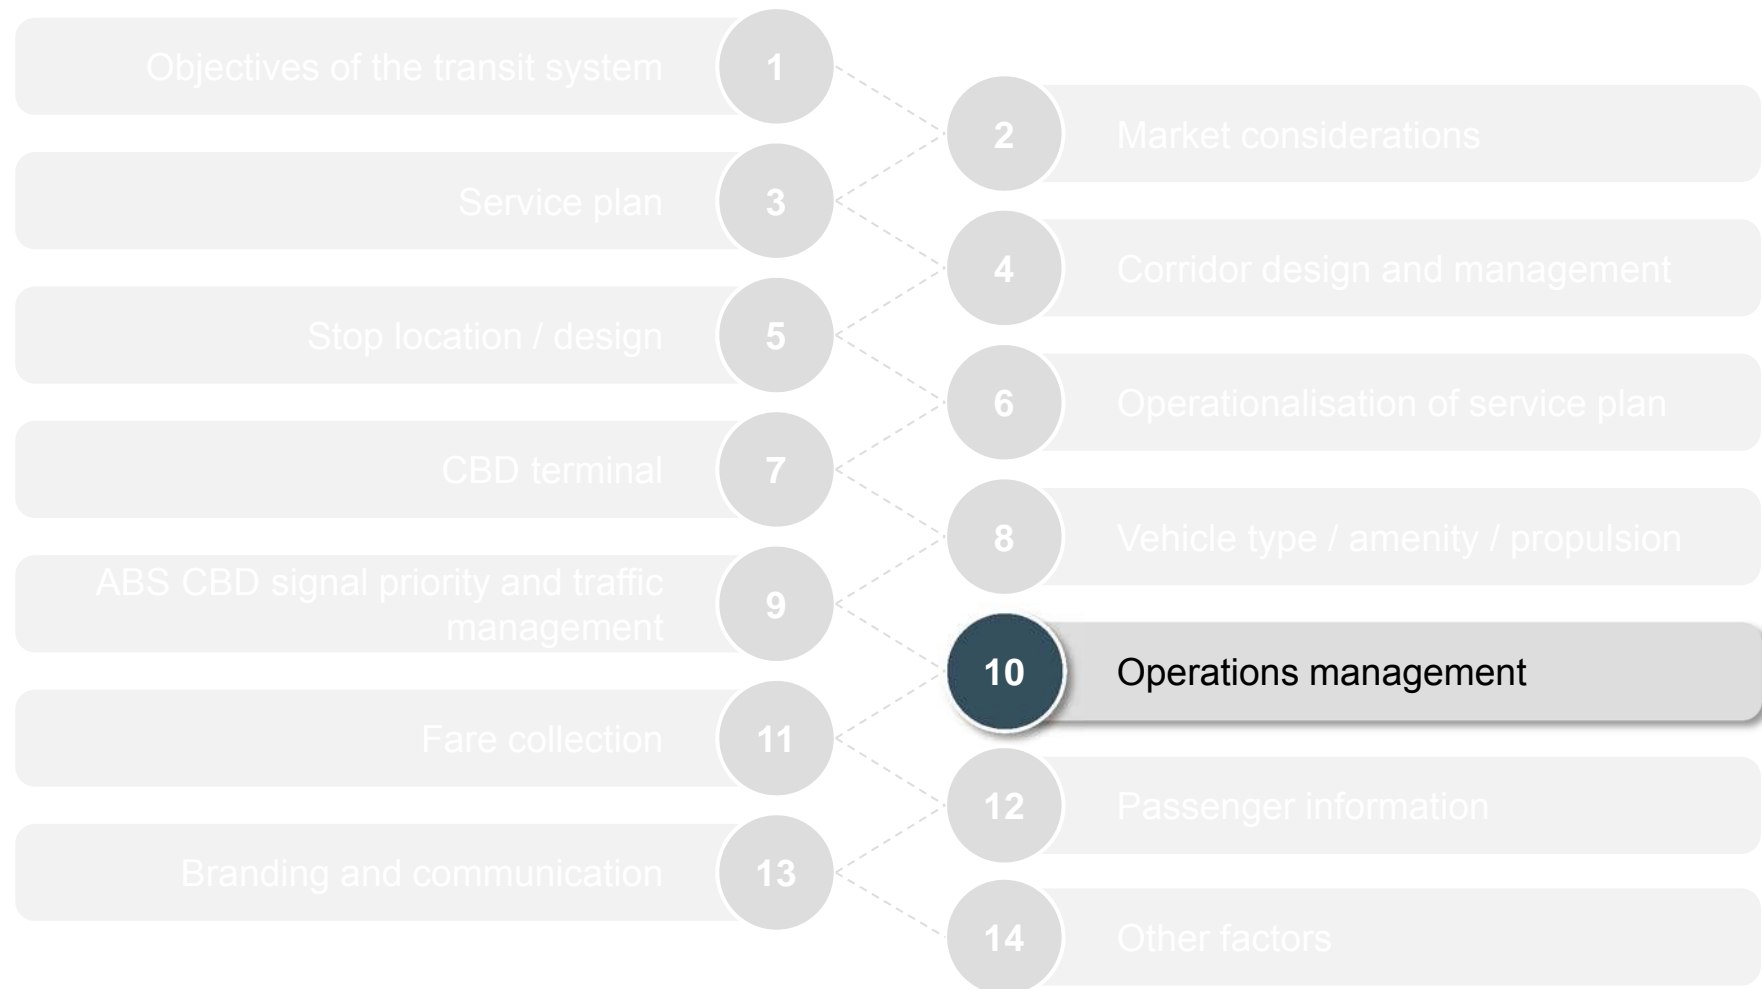 Objectives of the transit system
1
2
Market considerations
Service plan
3
4
Corridor design and management
Stop location / design
5
6
Operationalisation of service plan
CBD terminal
7
8
Vehicle type / amenity / propulsion
ABS CBD signal priority and traffic
management
9
10
Operations management
Fare collection
11
12
Passenger information
Branding and communication
13
14
Other factors